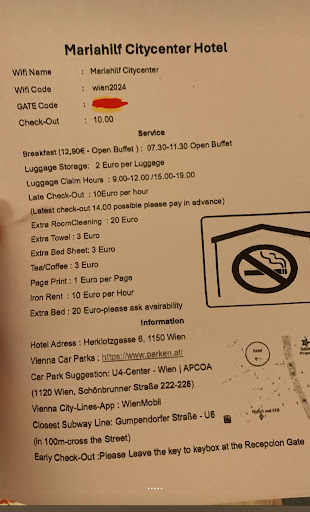 Mariahilf Citycenter Hotel
Wifi Name : Mariahilf Citycenter
Wifi Code : wien2024
GATE Code :
Check-Out : 10.00
Service
Breakfast (12,90€ - Open Buffet) : 07.30-11.30 Open Buffet
Luggage Storage: 2 Euro per Luggage
Luggage Claim Hours : 9.00-12.00 /15.00-19.00
Late Check-Out : 10Euro per hour
(Latest check-out 14.00 possible please pay in advance)
Extra RoomCleaning : 20 Euro
Extra Towel : 3 Euro
Extra Bed Sheet: 3 Euro
Tea/Coffee : 3 Euro
Page Print : 1 Euro per Page
Iron Rent : 10 Euro per Hour
Extra Bed : 20 Euro-please ask avairability
Information
Hotel Adress : Herklotzgasse 6, 1150 Wien
Vienna Car Parks : https://www.parken.at/
Car Park Suggestion: U4-Center - Wien | APCOA
(1120 Wien, Schönbrunner Straße 222-228)
Vienna City-Lines-App : WienMobil
Closest Subway Line: Gumpendorfer Straße - U6
(in 100m-cross the Street)
Early Check-Out :Please Leave the key to keybox at the Recepcion Gate